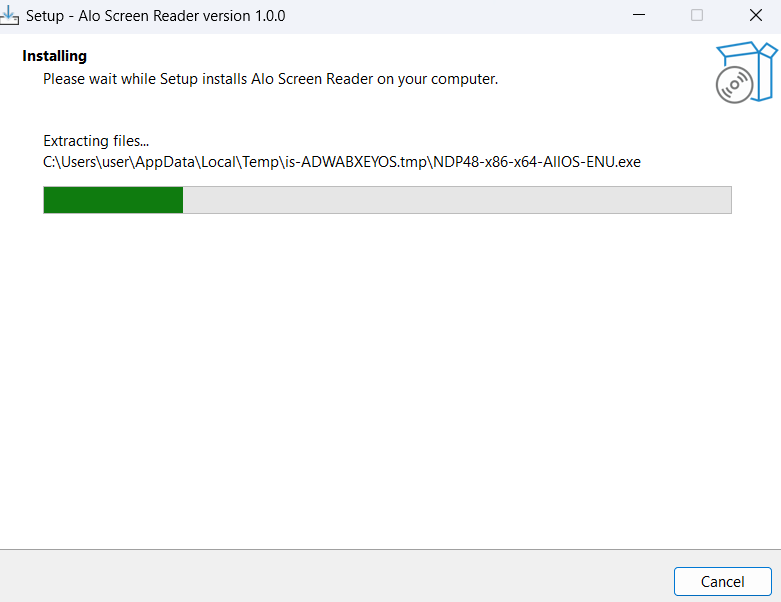 Setup - Alo Screen Reader version 1.0.0
Installing
Please wait while Setup installs Alo Screen Reader on your computer.
Extracting files...
C:\Users\user\AppData\Local\Temp\is-ADWABXEYOS.tmp\NDP48-x86-x64-AllOS-ENU.exe
Cancel